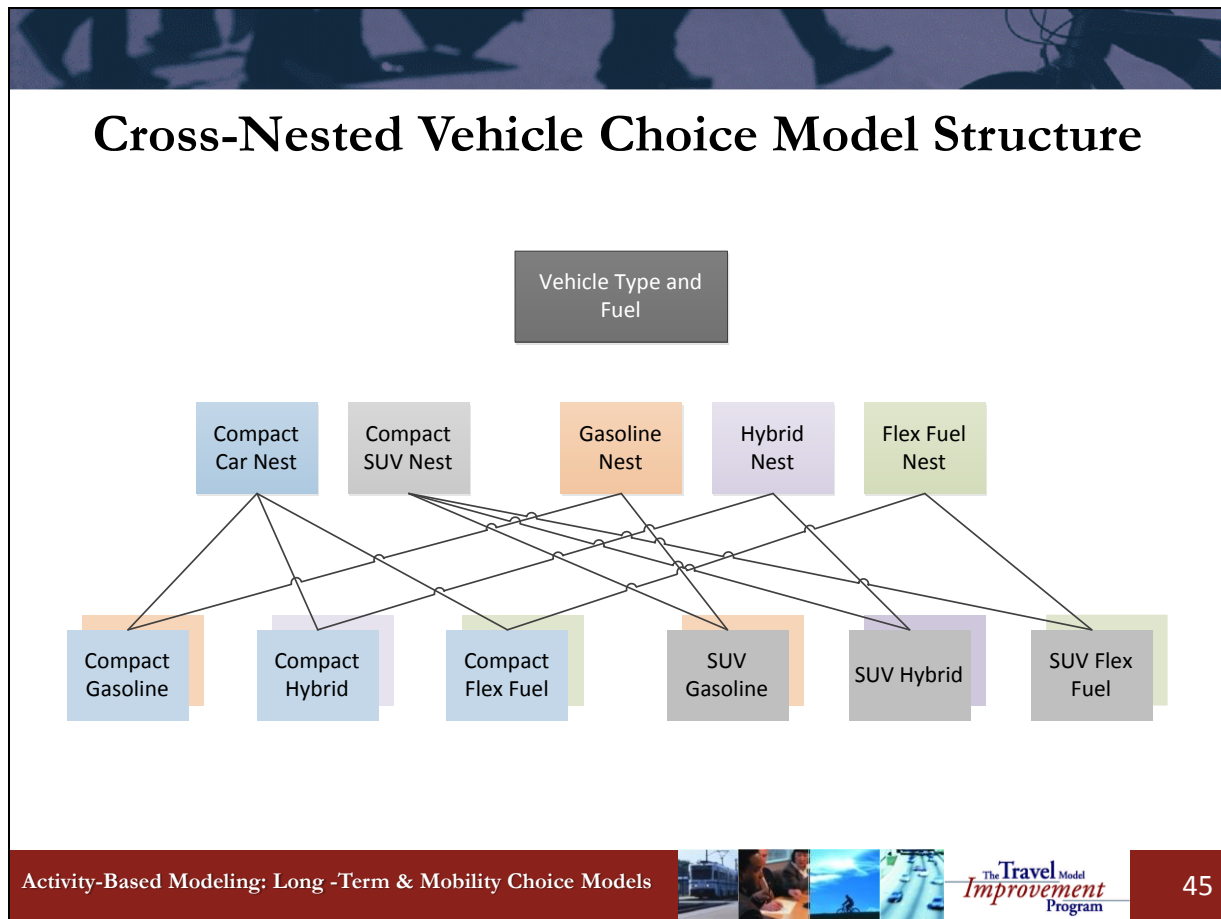 Cross-Nested Vehicle Choice Model Structure
Vehicle Type and
Fuel
Compact
Car Nest
Compact
SUV Nest
Gasoline
Nest
Hybrid
Nest
Flex Fuel
Nest
Compact
Gasoline
Compact
Hybrid
Compact
Flex Fuel
SUV
Gasoline
SUV Hybrid
SUV Flex
Fuel
Activity-Based Modeling: Long -Term & Mobility Choice Models
The Travel Model
Improvement
Program
45